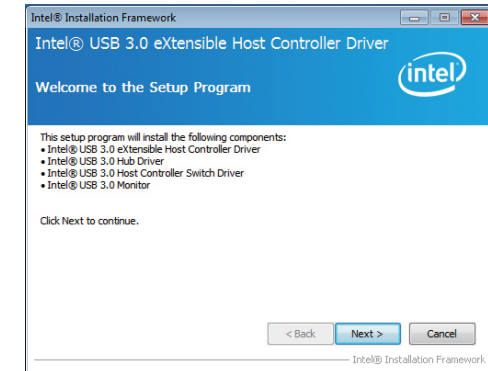 Intel® Installation Framework
Intel® USB 3.0 eXtensible Host Controller Driver
Welcome to the Setup Program
intel
This setup program will install the following components:
• Intel® USB 3.0 eXtensible Host Controller Driver
• Intel® USB 3.0 Hub Driver
• Intel® USB 3.0 Host Controller Switch Driver
• Intel® USB 3.0 Monitor
Click Next to continue.
< Back Next > Cancel
Intel® Installation Framework